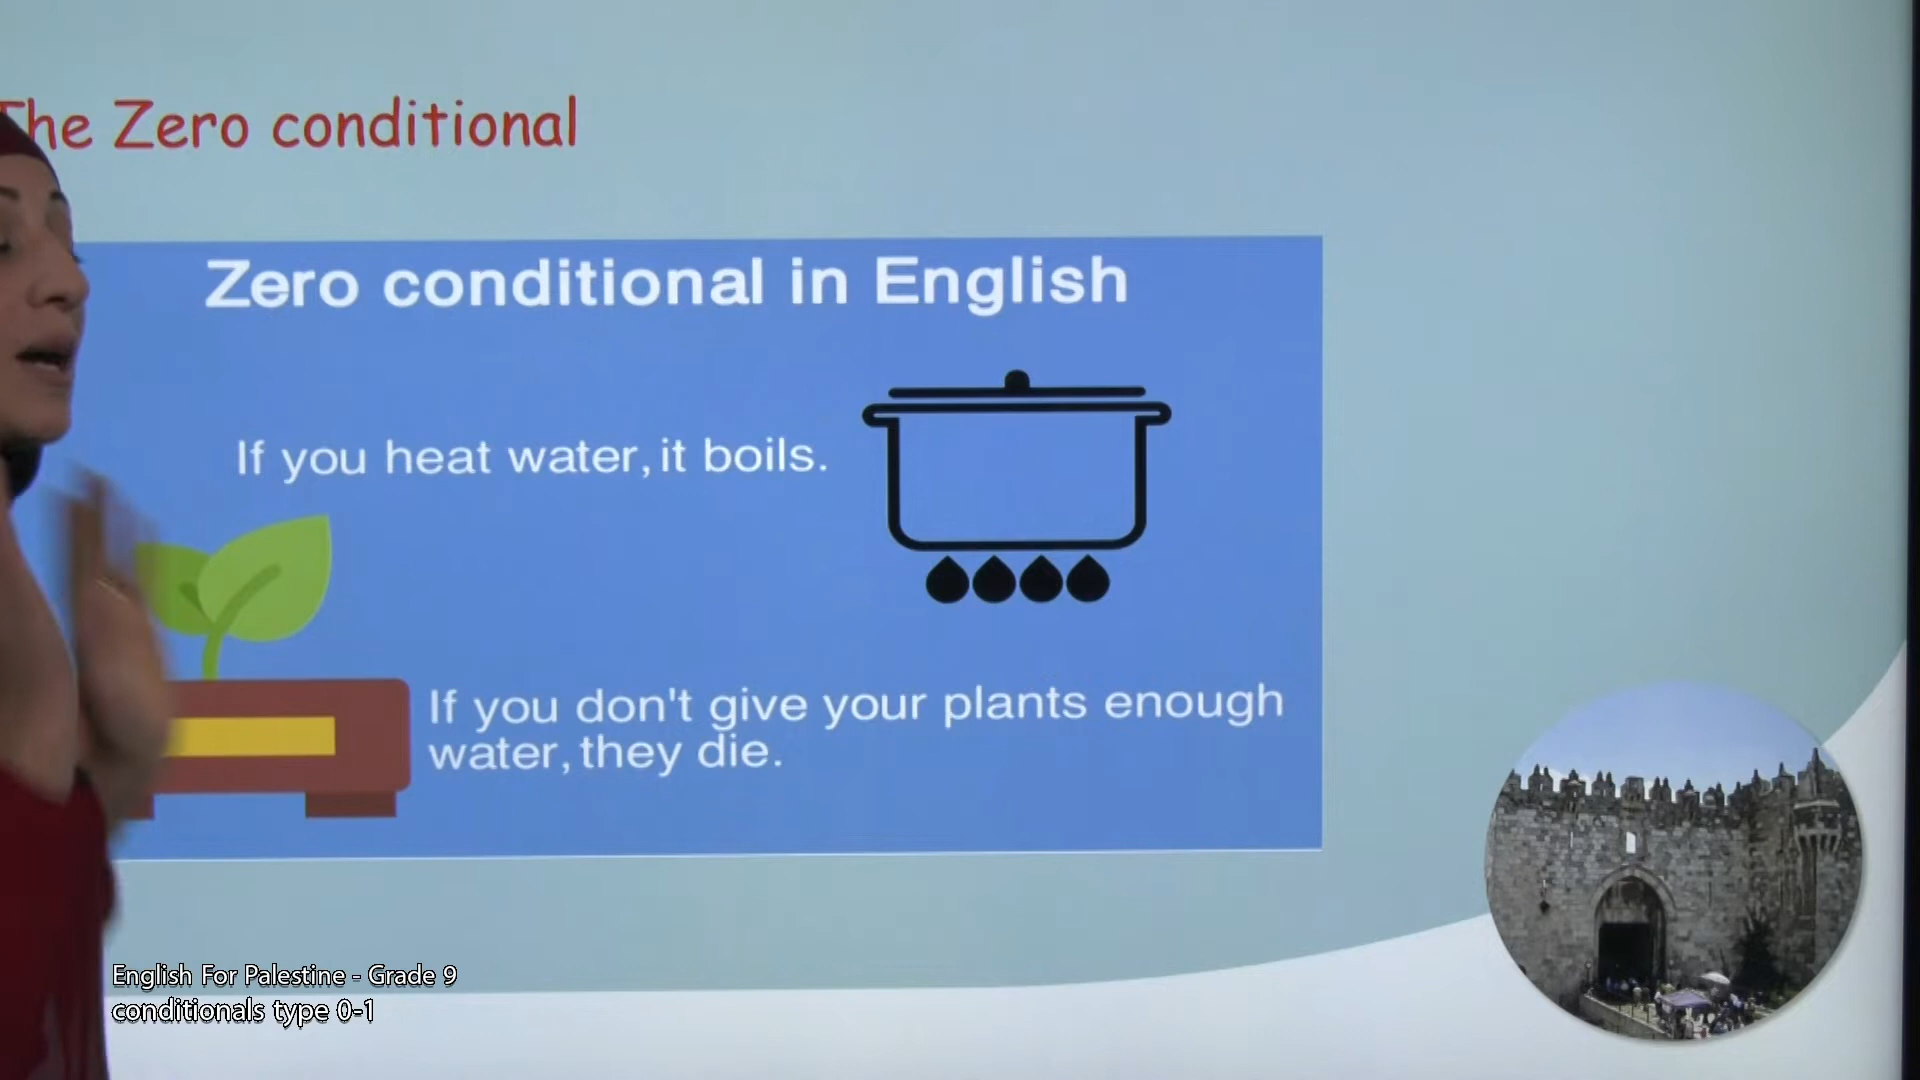 The Zero conditional
Zero conditional in English
If you heat water, it boils.
If you don't give your plants enough
water, they die.
English For Palestine - Grade 9
conditionals type 0-1